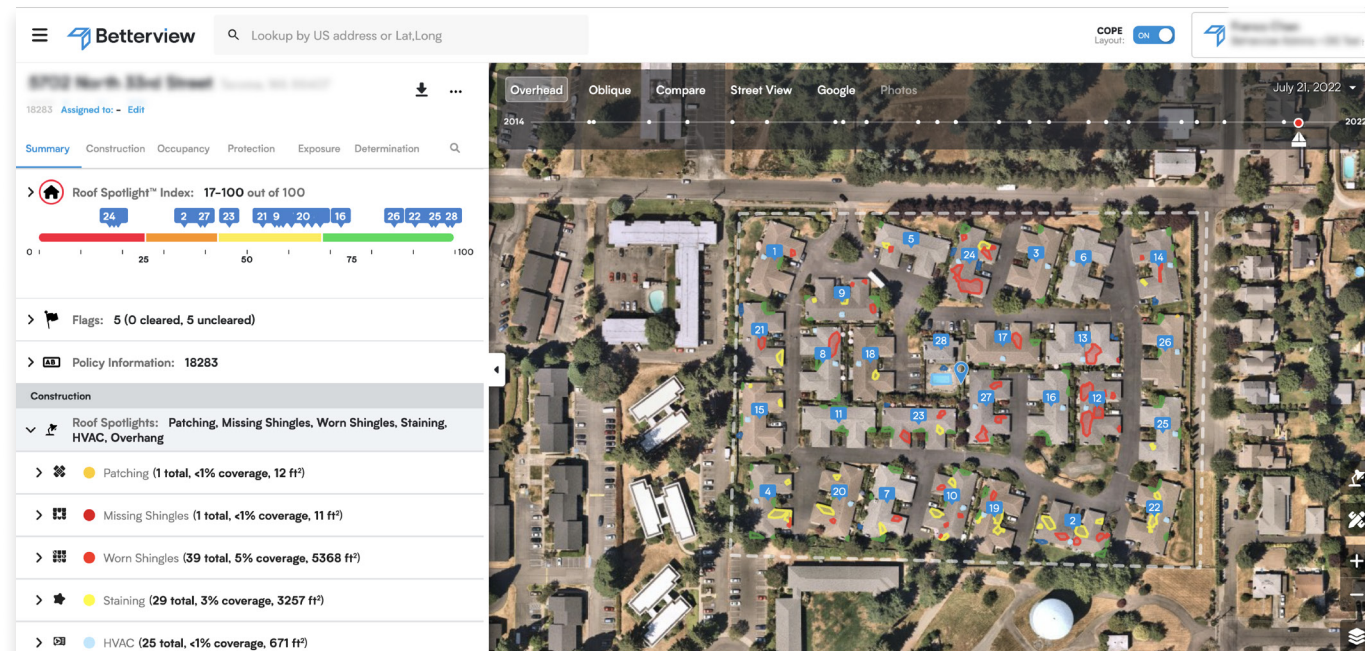 Betterview
Lookup by US address or Lat,Long
COPE
Layout:
ON
18283 Assigned to: - Edit
Summary Construction Occupancy Protection Exposure Determination
Roof Spotlight™ Index: 17-100 out of 100
24 2 27 23 21 9 20 16 26 22 25 28
0 25 50 75 100
Flags: 5 (0 cleared, 5 uncleared)
Policy Information: 18283
Construction
Roof Spotlights: Patching, Missing Shingles, Worn Shingles, Staining,
HVAC, Overhang
Patching (1 total, <1% coverage, 12 ft²)
Missing Shingles (1 total, <1% coverage, 11 ft²)
Worn Shingles (39 total, 5% coverage, 5368 ft²)
Staining (29 total, 3% coverage, 3257 ft²)
HVAC (25 total, <1% coverage, 671 ft²)
Overhead Oblique Compare Street View Google Photos July 21, 2022
2014 2022
1 5 24 3 6 14
9
21 8 18 28 17 13 26
15 11 23 27 16 12 25
4 20 7 10 19 2 22